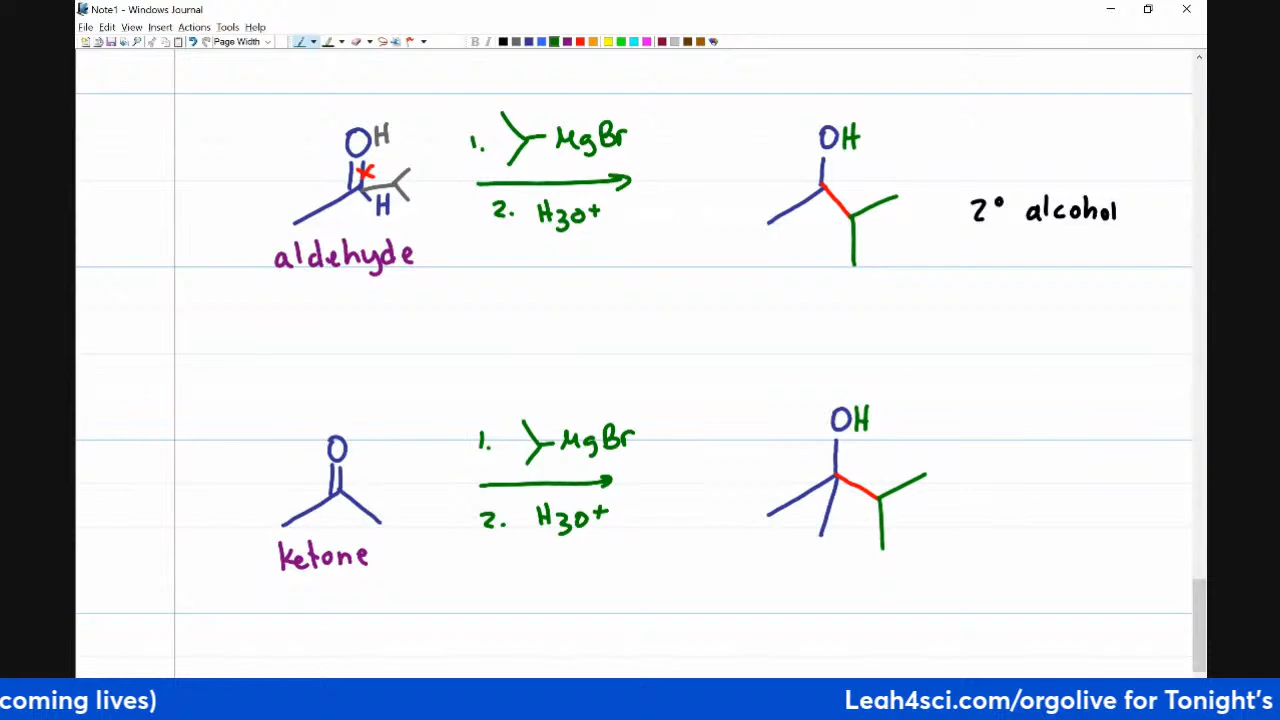 Note1 - Windows Journal
File Edit View Insert Actions Tools Help
Page Width B I
OH
H
aldehyde
1. MgBr
2. H3O+
OH
2° alcohol
O
ketone
1. MgBr
2. H3O+
OH
coming lives) Leah4sci.com/orgolive for Tonight's